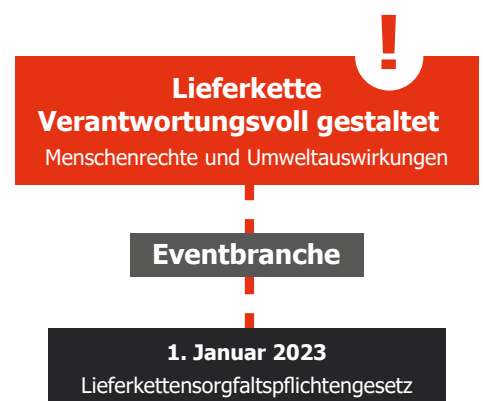 !
Lieferkette
Verantwortungsvoll gestaltet
Menschenrechte und Umweltauswirkungen
Eventbranche
1. Januar 2023
Lieferkettensorgfaltspflichtengesetz